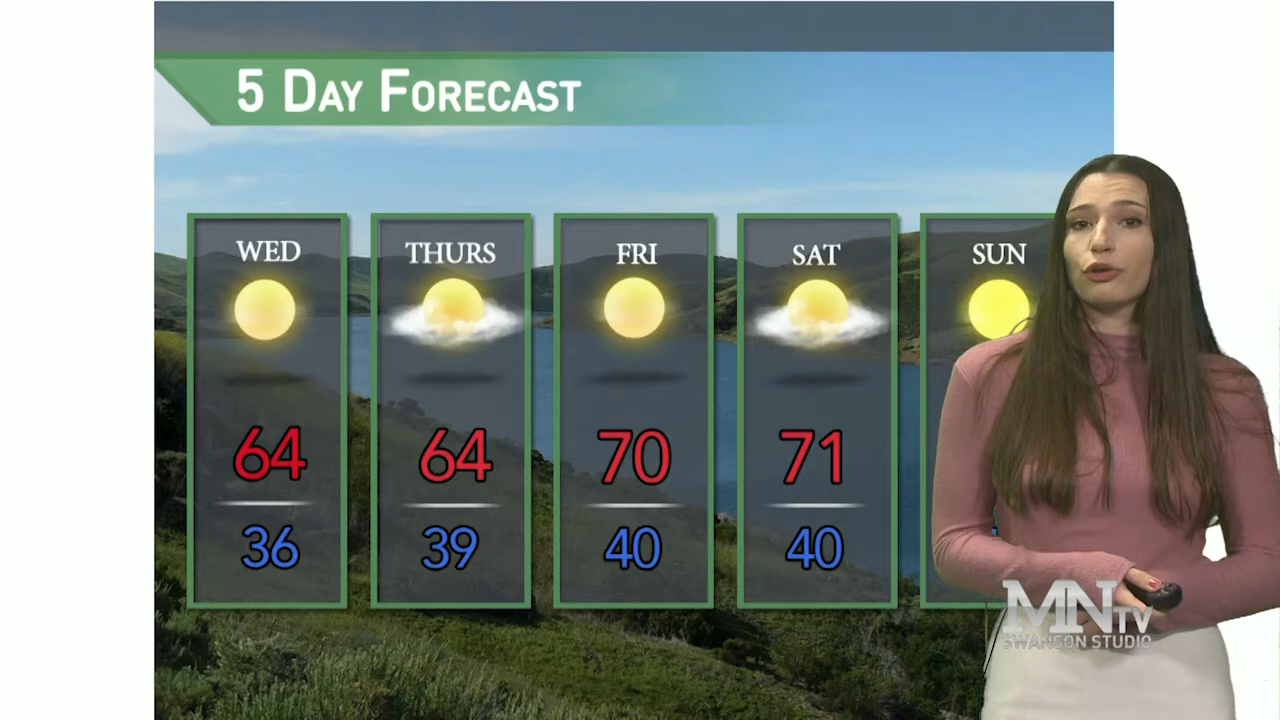 5 DAY FORECAST
WED
THURS
FRI
SAT
SUN
64
64
70
71
36
39
40
40
MNTV
SWANSON STUDIO